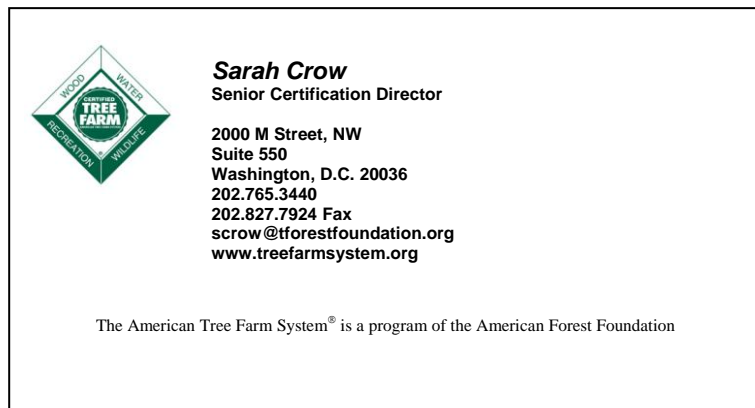 WOOD
WATER
CERTIFIED
TREE
FARM
RECREATION
WILDLIFE
®
Sarah Crow
Senior Certification Director
2000 M Street, NW
Suite 550
Washington, D.C. 20036
202.765.3440
202.827.7924 Fax
scrow@tforestfoundation.org
www.treefarmsystem.org
The American Tree Farm System® is a program of the American Forest Foundation